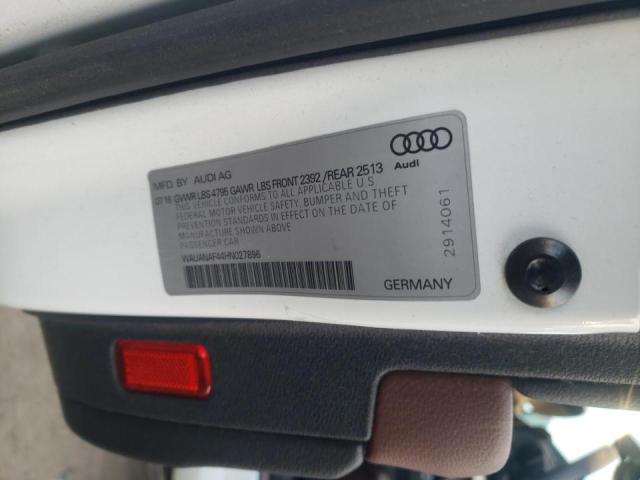 MFD. BY AUDI AG
07 16 GVWR LBS 4795 GAWR LBS FRONT 2392 /REAR 2513
THIS VEHICLE CONFORMS TO ALL APPLICABLE U S
FEDERAL MOTOR VEHICLE SAFETY, BUMPER AND THEFT
PREVENTION STANDARDS IN EFFECT ON THE DATE OF
MANUFACTURE SHOWN ABOVE
PASSENGER CAR
WAUANAF44HN027896
Audi
2914061
GERMANY